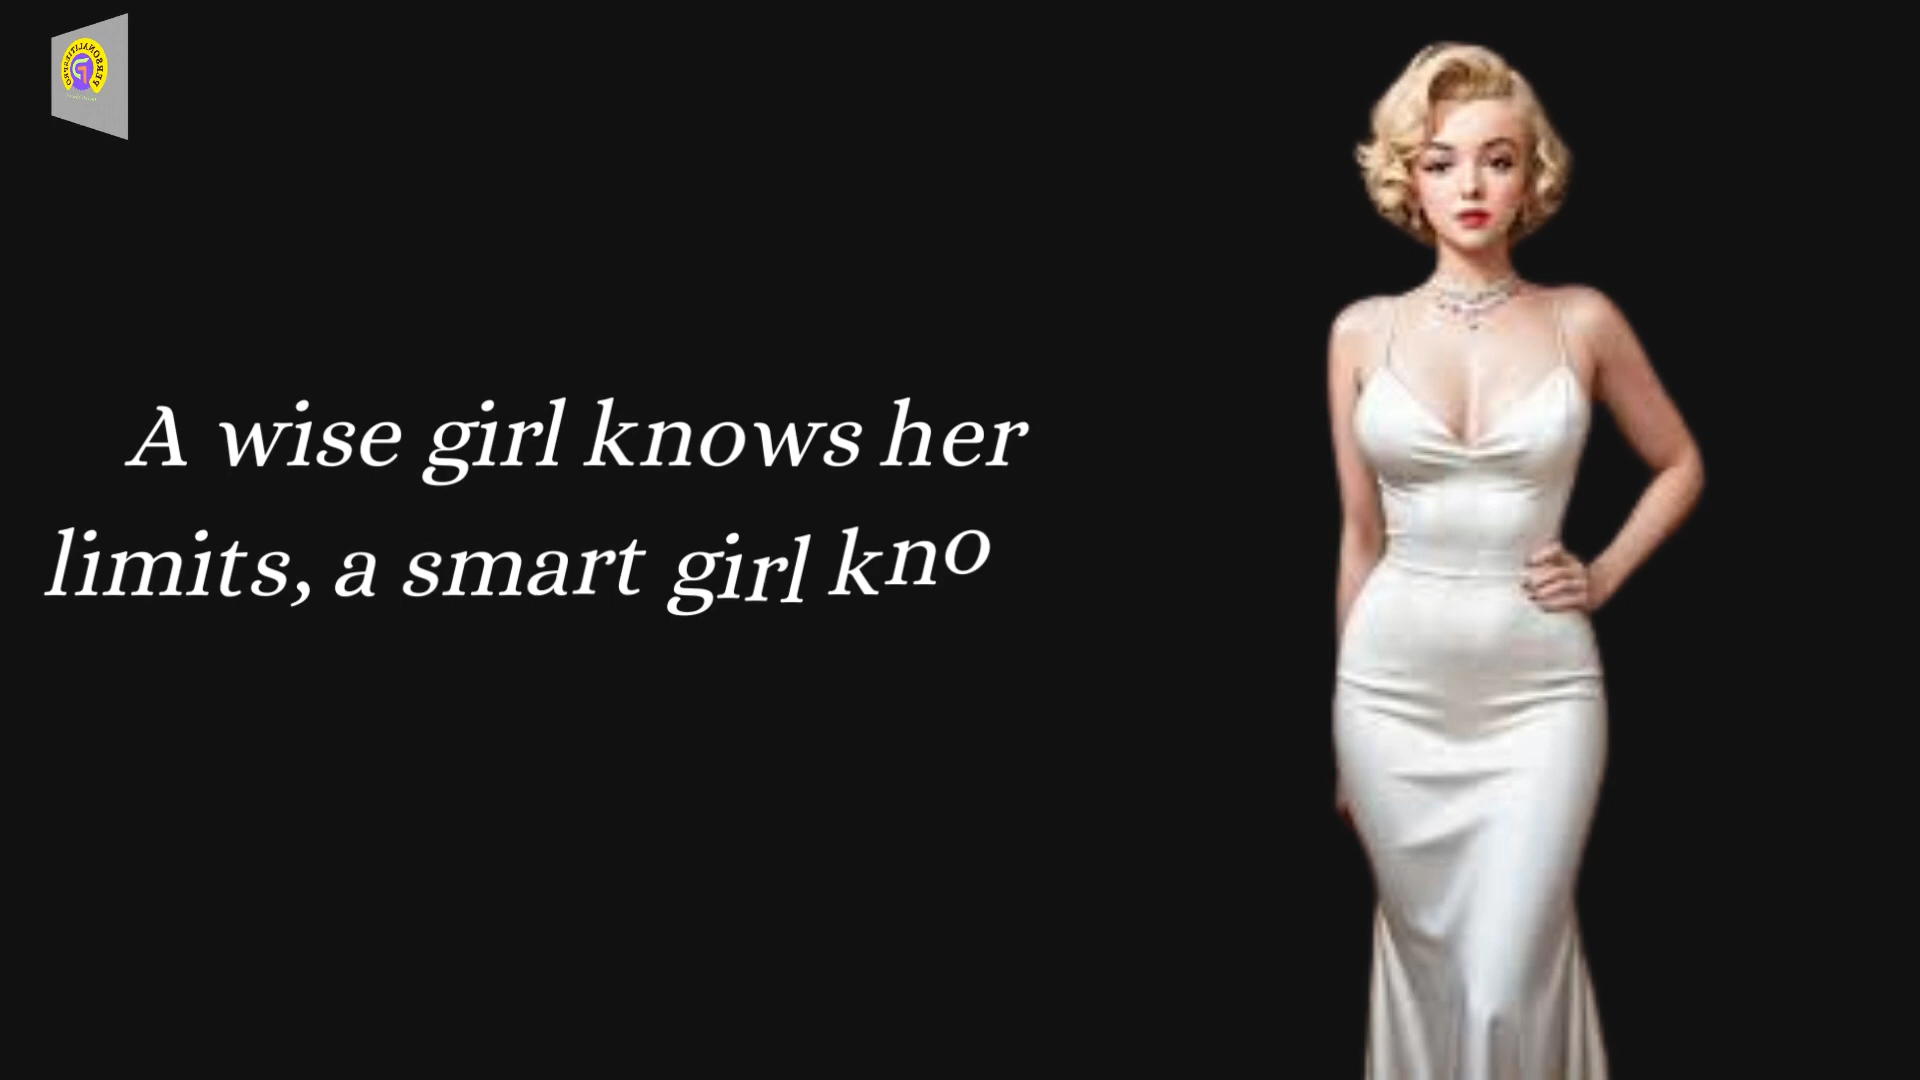 A wise girl knows her
limits, a smart girl kno